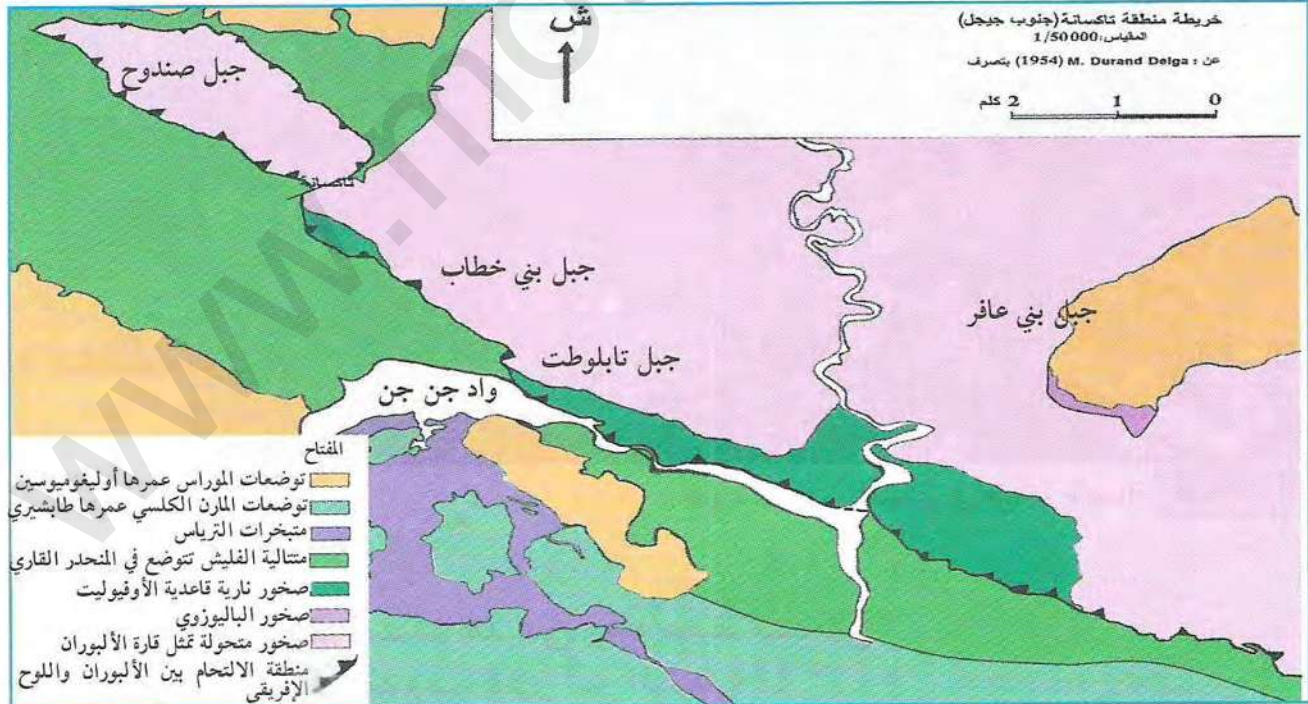 خريطة منطقة تاكسانة (جنوب جيجل)
المقياس: 1/50000
عن : M. Durand Delga (1954) بتصرف
2 كلم 1 0
ش
جبل صندوح
تاكسانة
جبل بني خطاب
جبل بني عافر
جبل تابلوطت
واد جن جن
المفتاح
توضعات الموراس عمرها أوليغوميوسين
توضعات المارن الكلسي عمرها طابشيري
متبخرات الترياس
متتالية الفليش تتوضع في المنحدر القاري
صخور نارية قاعدية الأوفيوليت
صخور الباليوزوي
صخور متحولة تمثل قارة الألبوران
منطقة الالتحام بين الألبوران واللوح
الإفريقي